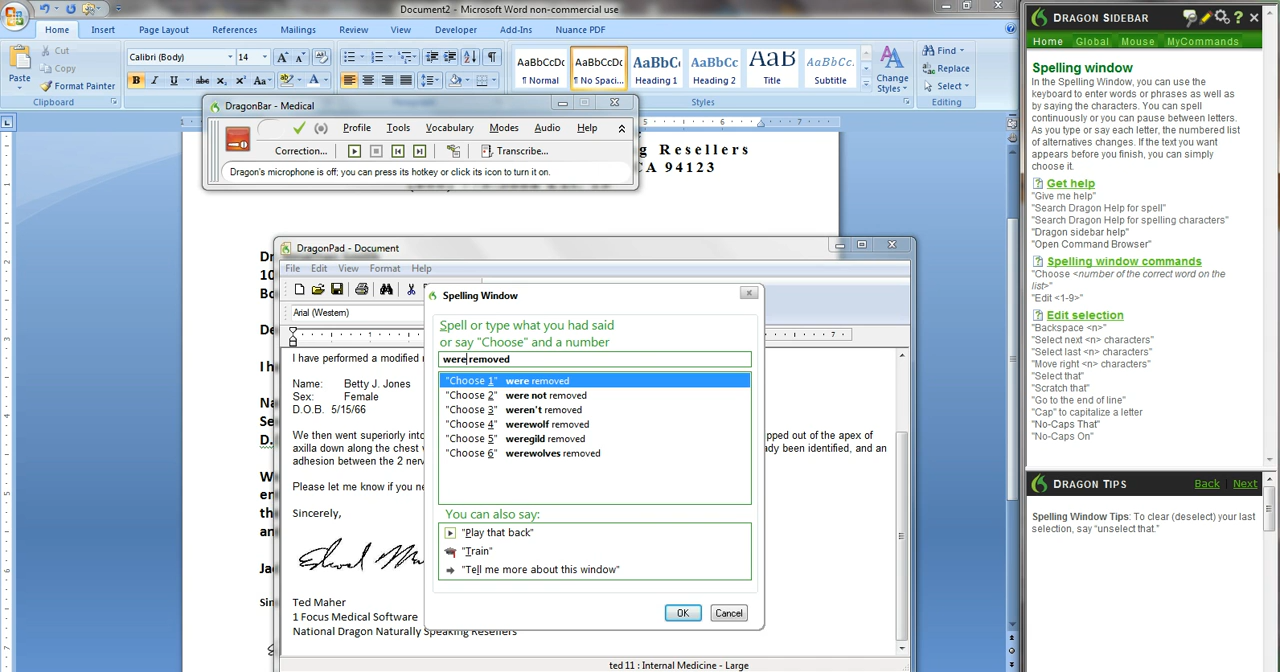 Document2 - Microsoft Word non-commercial use
Home Insert Page Layout References Mailings Review View Developer Add-Ins Nuance PDF
Paste
Cut
Copy
Format Painter
Clipboard
Calibri (Body) 14
AaBbCcDc Normal
AaBbCcDc No Spaci...
AaBbC Heading 1
AaBbCc Heading 2
AaB Title
AaBbCc. Subtitle
Change Styles
Styles
Find
Replace
Select
Editing
DragonBar - Medical
Profile Tools Vocabulary Modes Audio Help
Correction... Transcribe...
Dragon's microphone is off; you can press its hotkey or click its icon to turn it on.
g Resellers
CA 94123
DragonPad - Document
File Edit View Format Help
Arial (Western)
I have performed a modified
Name: Betty J. Jones
Sex: Female
D.O.B. 5/15/66
We then went superiorly into
pped out of the apex of
axilla down along the chest
dy been identified, and an
adhesion between the 2 ner
Please let me know if you ne
Sincerely,
Ted Maher
1 Focus Medical Software
National Dragon Naturally Speaking Resellers
ted 11 : Internal Medicine - Large
Spelling Window
Spell or type what you had said
or say "Choose" and a number
were removed
"Choose 1" were removed
"Choose 2" were not removed
"Choose 3" weren't removed
"Choose 4" werewolf removed
"Choose 5" weregild removed
"Choose 6" werewolves removed
You can also say:
"Play that back"
"Train"
"Tell me more about this window"
OK Cancel
DRAGON SIDEBAR
Home Global Mouse MyCommands
Spelling window
In the Spelling Window, you can use the
keyboard to enter words or phrases as well as
by saying the characters. You can spell
continuously or you can pause between letters.
As you type or say each letter, the numbered list
of alternatives changes. If the text you want
appears before you finish, you can simply
choose it.
Get help
"Give me help"
"Search Dragon Help for spell"
"Search Dragon Help for spelling characters"
"Dragon sidebar help"
"Open Command Browser"
Spelling window commands
"Choose <number of the correct word on the
list>"
"Edit <1-9>"
Edit selection
"Backspace <n>"
"Select next <n> characters"
"Select last <n> characters"
"Move right <n> characters"
"Select that"
"Scratch that"
"Go to the end of line"
"Cap" to capitalize a letter
"No-Caps That"
"No-Caps On"
DRAGON TIPS Back Next
Spelling Window Tips: To clear (deselect) your last
selection, say "unselect that."